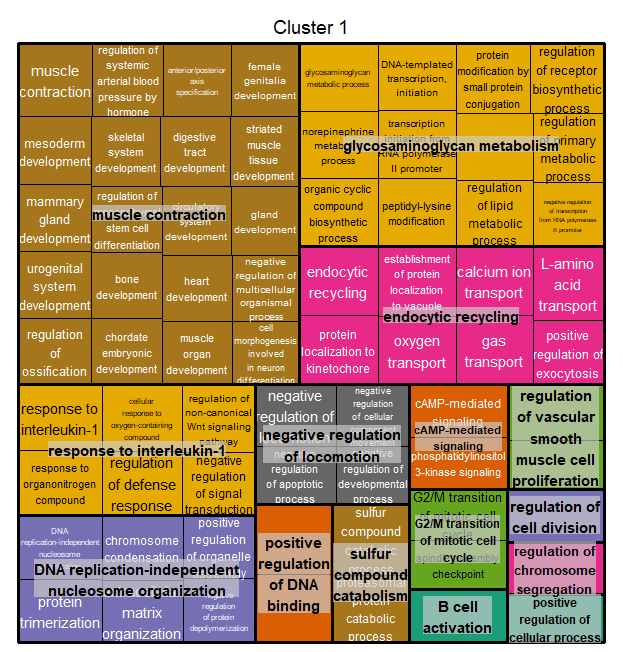 Cluster 1
muscle
contraction
regulation of
systemic
arterial blood
pressure by
hormone
anterior/posterior
axis
specification
female
genitalia
development
mesoderm
development
skeletal
system
development
digestive
tract
development
striated
muscle
tissue
development
mammary
gland
development
regulation of
stem cell
differentiation
circulatory
system
development
gland
development
muscle contraction
urogenital
system
development
bone
development
heart
development
negative
regulation of
multicellular
organismal
process
regulation
of
ossification
chordate
embryonic
development
muscle
organ
development
cell
morphogenesis
involved
in neuron
differentiation
glycosaminoglycan
metabolic process
DNA-templated
transcription,
initiation
protein
modification by
small protein
conjugation
regulation
of receptor
biosynthetic
process
norepinephrine
metabolic
process
transcription
initiation from
RNA polymerase
II promoter
regulation
of primary
metabolic
process
glycosaminoglycan metabolism
organic cyclic
compound
biosynthetic
process
peptidyl-lysine
modification
regulation
of lipid
metabolic
process
negative regulation
of transcription
from RNA polymerase
II promoter
endocytic
recycling
establishment
of protein
localization
to vacuole
calcium ion
transport
L-amino
acid
transport
endocytic recycling
protein
localization to
kinetochore
oxygen
transport
gas
transport
positive
regulation of
exocytosis
response to
interleukin-1
cellular
response to
oxygen-containing
compound
regulation of
non-canonical
Wnt signaling
pathway
response to interleukin-1
response to
organonitrogen
compound
regulation
of defense
response
negative
regulation
of signal
transduction
negative
regulation of
negative
regulation
of cellular
negative regulation
of locomotion
regulation
of apoptotic
process
regulation of
developmental
process
cAMP-mediated
signaling
cAMP-mediated
signaling
phosphatidylinositol
3-kinase signaling
regulation
of vascular
smooth
muscle cell
proliferation
DNA
replication-independent
nucleosome
chromosome
condensation
positive
regulation
of organelle
DNA replication-independent
nucleosome organization
protein
trimerization
matrix
organization
regulation
of protein
depolymerization
positive
regulation
of DNA
binding
sulfur
compound
sulfur
compound
catabolism
protein
catabolic
process
G2/M transition
of mitotic cell
cycle
G2/M transition
of mitotic cell
cycle
checkpoint
regulation of
cell division
regulation of
chromosome
segregation
B cell
activation
positive
regulation of
cellular process